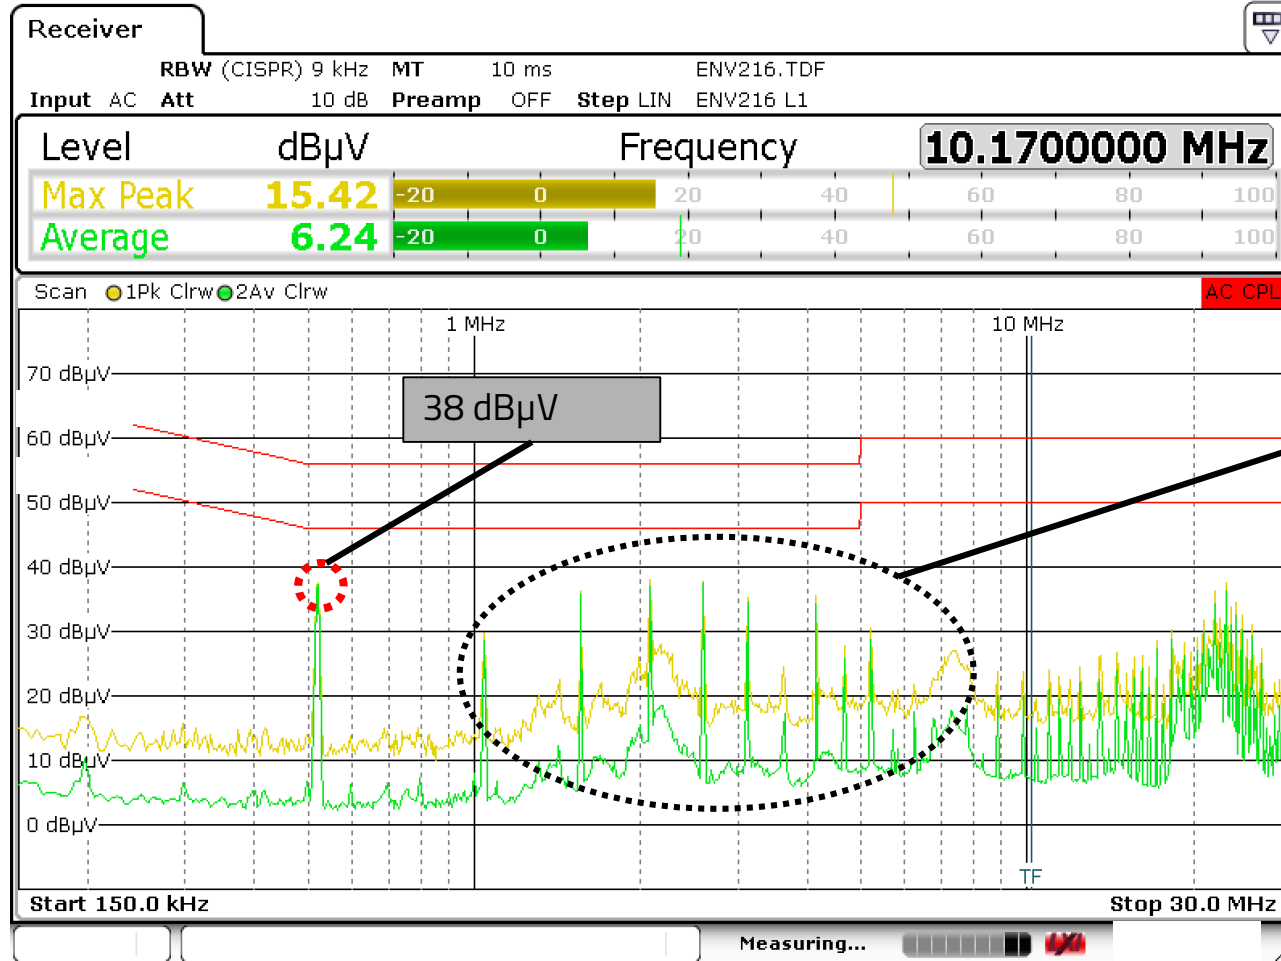 Receiver
RBW (CISPR) 9 kHz MT 10 ms ENV216.TDF
Input AC Att 10 dB Preamp OFF Step LIN ENV216 L1
Level dBµV Frequency 10.1700000 MHz
Max Peak 15.42 -20 0 20 40 60 80 100
Average 6.24 -20 0 20 40 60 80 100
Scan 1Pk Clrw 2Av Clrw AC CPL
1 MHz 10 MHz
70 dBµV
38 dBµV
60 dBµV
50 dBµV
40 dBµV
30 dBµV
20 dBµV
10 dBµV
0 dBµV
TF
Start 150.0 kHz Stop 30.0 MHz
Measuring... LXI